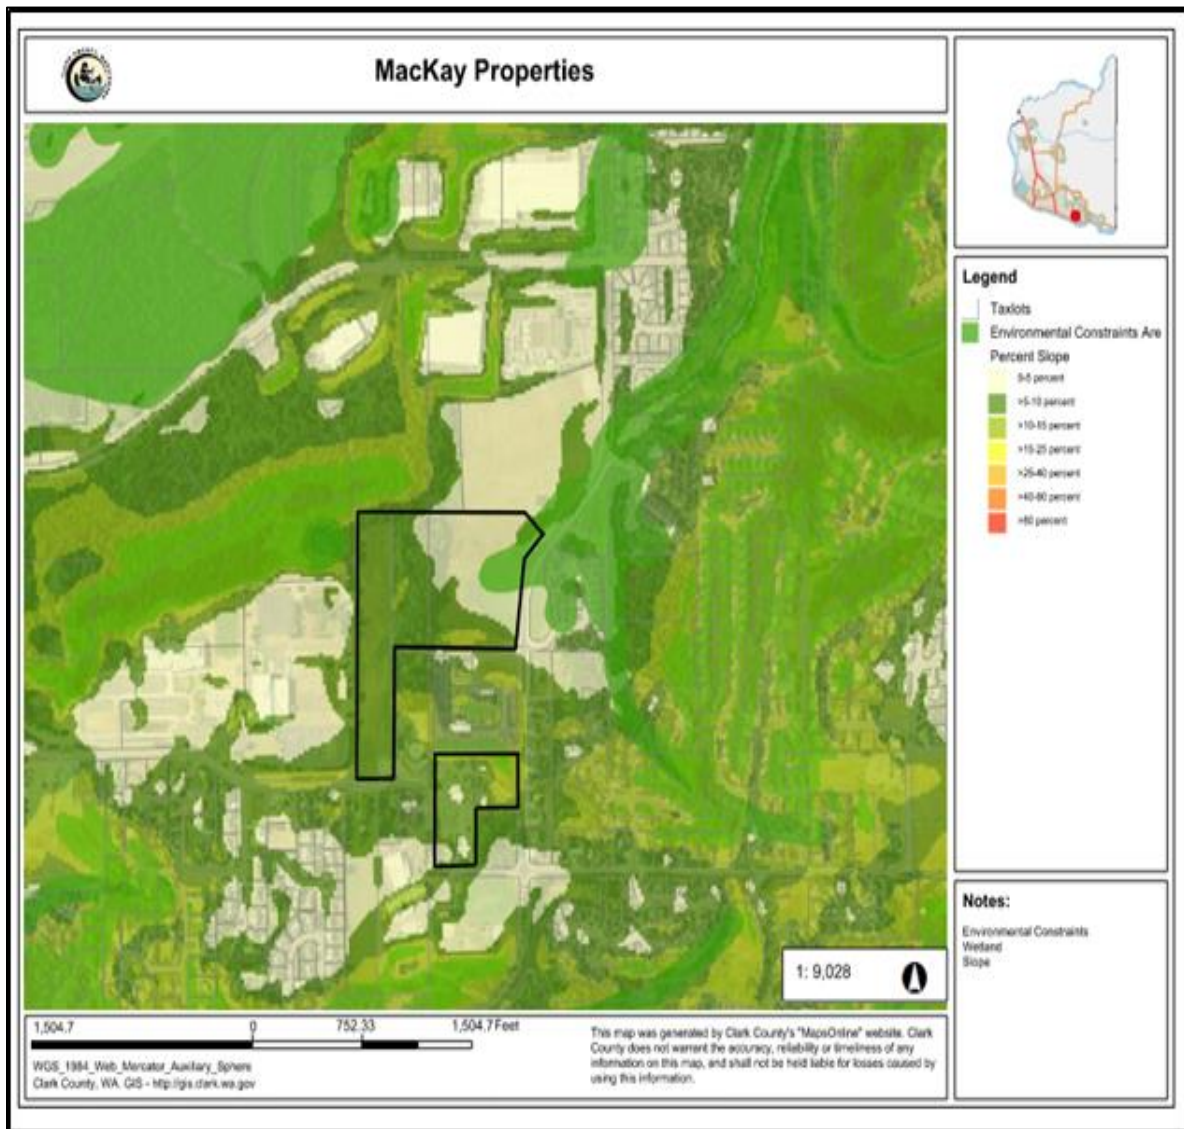 MacKay Properties
Legend
Taxlots
Environmental Constraints Are
Percent Slope
0-5 percent
>5-10 percent
>10-15 percent
>15-25 percent
>25-40 percent
>40-80 percent
>80 percent
Notes:
Environmental Constraints
Wetland
Slope
1: 9,028
1,504.7 0 752.33 1,504.7 Feet
WGS_1984_Web_Mercator_Auxiliary_Sphere
Clark County, WA. GIS - http://gis.clark.wa.gov
This map was generated by Clark County's "MapsOnline" website. Clark
County does not warrant the accuracy, reliability or timeliness of any
information on this map, and shall not be held liable for losses caused by
using this information.